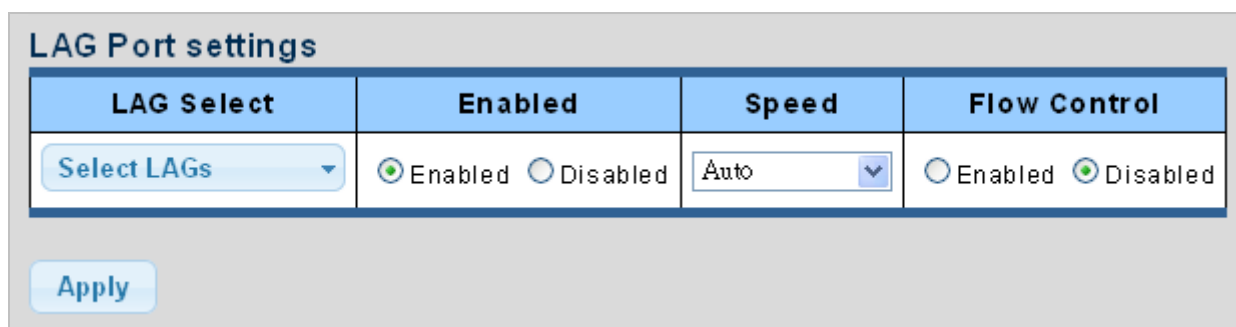 LAG Port settings
LAG Select Enabled Speed Flow Control
Select LAGs Enabled Disabled Auto Enabled Disabled
Apply